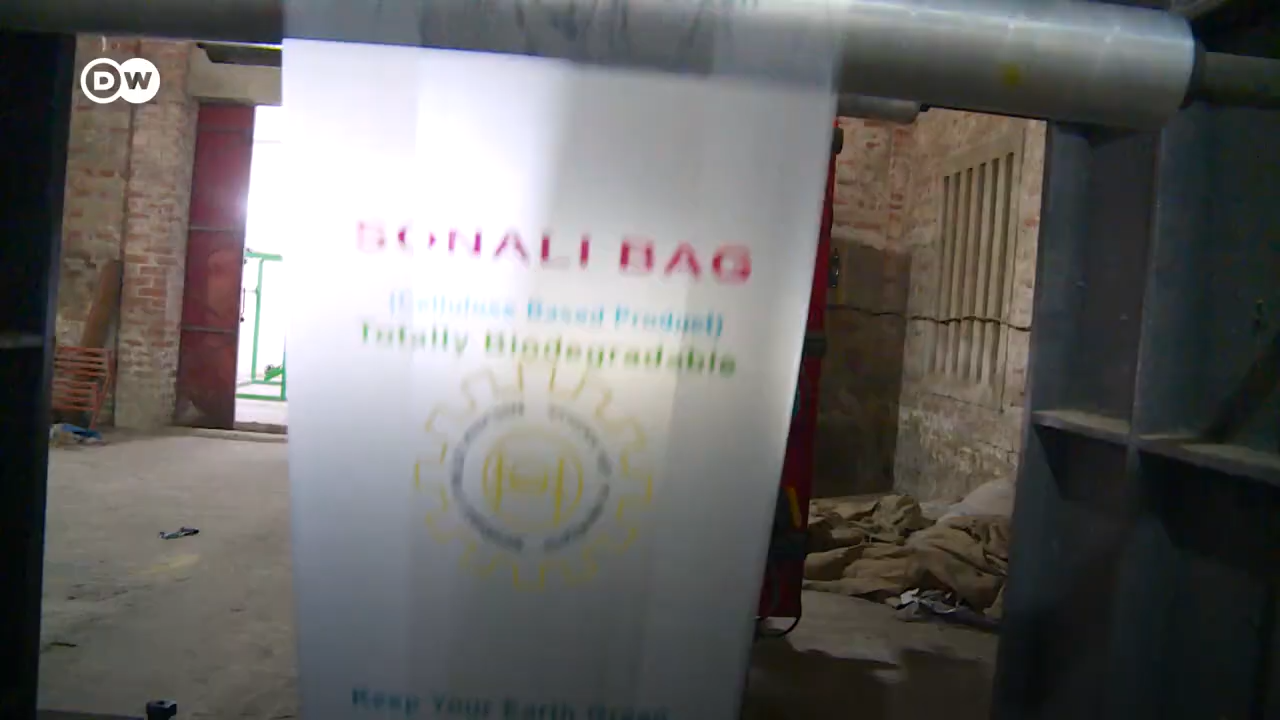 DW
SONALI BAG
(Cellulose Based Product)
Totally Biodegradable
Keep Your Earth Green